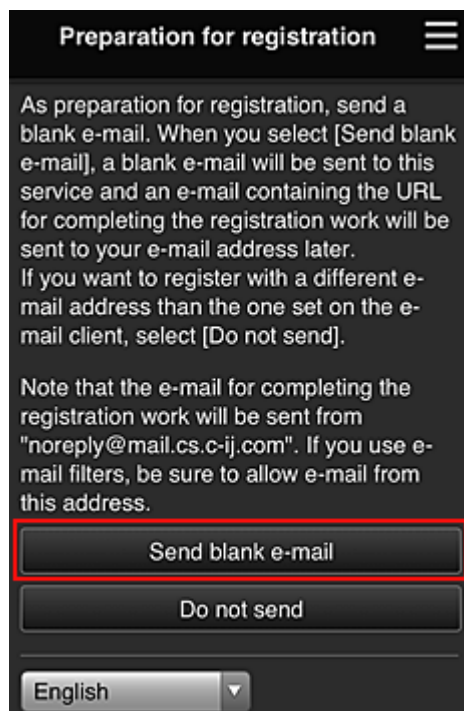 Preparation for registration
As preparation for registration, send a
blank e-mail. When you select [Send blank
e-mail], a blank e-mail will be sent to this
service and an e-mail containing the URL
for completing the registration work will be
sent to your e-mail address later.
If you want to register with a different e-
mail address than the one set on the e-
mail client, select [Do not send].
Note that the e-mail for completing the
registration work will be sent from
"noreply@mail.cs.c-ij.com". If you use e-
mail filters, be sure to allow e-mail from
this address.
Send blank e-mail
Do not send
English